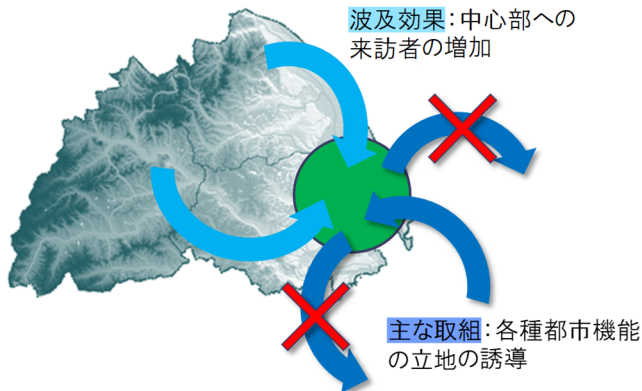 波及効果：中心部への
来訪者の増加
主な取組：各種都市機能
の立地の誘導